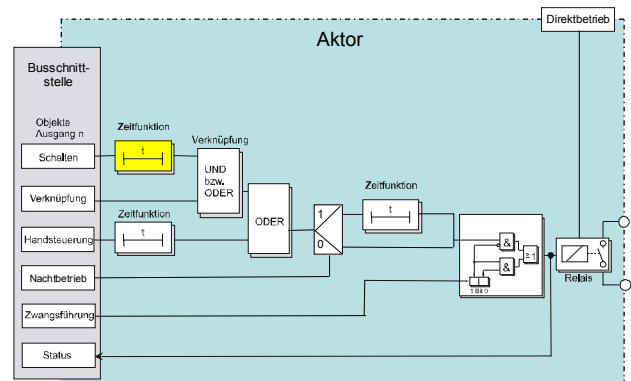 Direktbetrieb
Aktor
Busschnitt-
stelle
Objekte
Ausgang n
Schalten
Verknüpfung
Handsteuerung
Nachtbetrieb
Zwangsführung
Status
Zeitfunktion
t
Zeitfunktion
t
Verknüpfung
UND
bzw.
ODER
ODER
1
0
Zeitfunktion
t
&
&
≥1
Relais